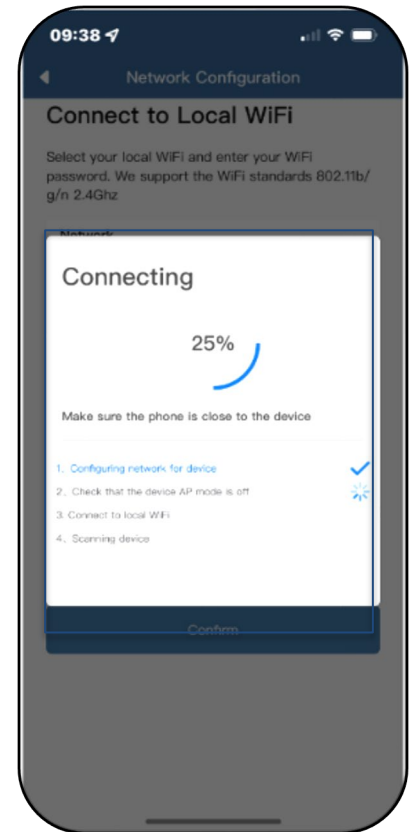 09:38
Network Configuration
Connect to Local WiFi
Select your local WiFi and enter your WiFi
password. We support the WiFi standards 802.11b/
g/n 2.4Ghz
Network
Connecting
25%
Make sure the phone is close to the device
1. Configuring network for device
2. Check that the device AP mode is off
3. Connect to local WiFi
4. Scanning device
Confirm